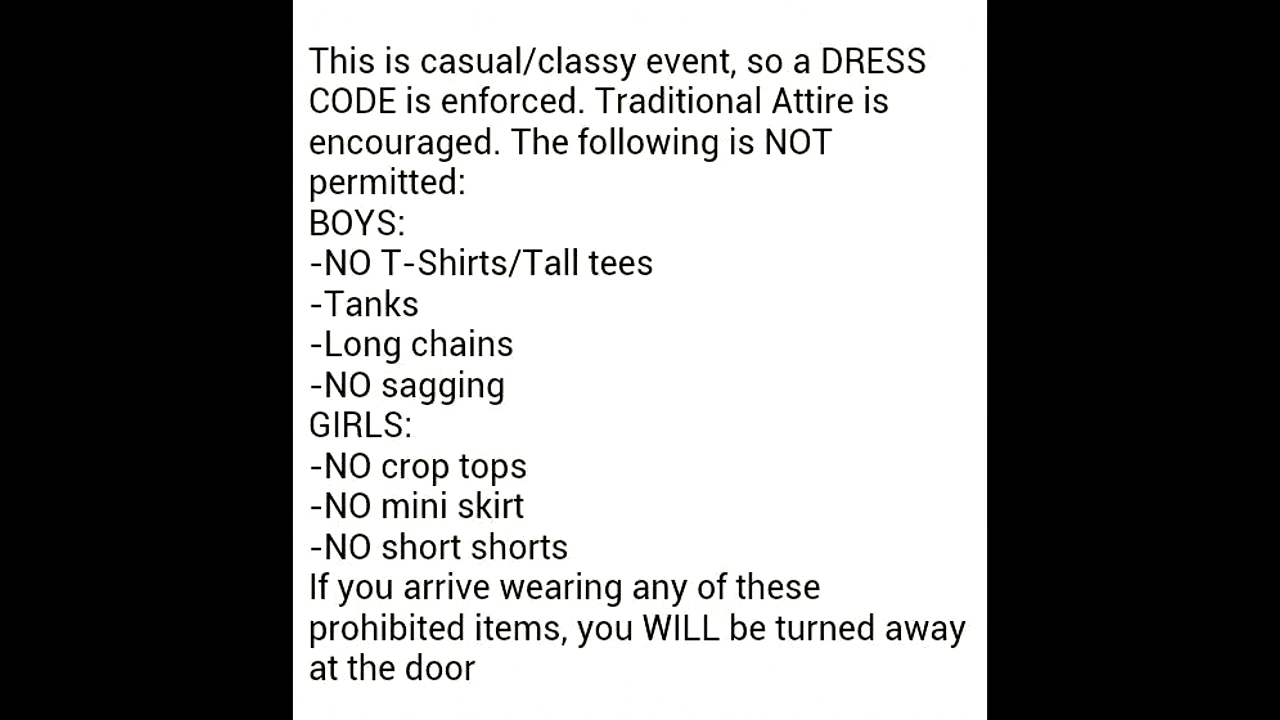 This is casual/classy event, so a DRESS
CODE is enforced. Traditional Attire is
encouraged. The following is NOT
permitted:
BOYS:
-NO T-Shirts/Tall tees
-Tanks
-Long chains
-NO sagging
GIRLS:
-NO crop tops
-NO mini skirt
-NO short shorts
If you arrive wearing any of these
prohibited items, you WILL be turned away
at the door